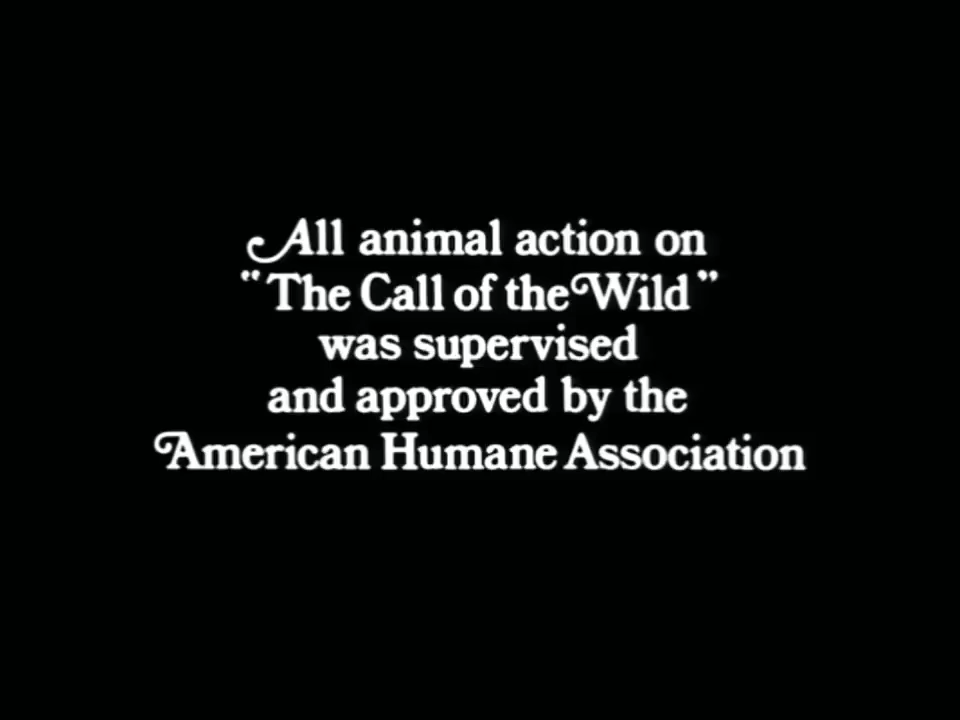 All animal action on
"The Call of the Wild"
was supervised
and approved by the
American Humane Association